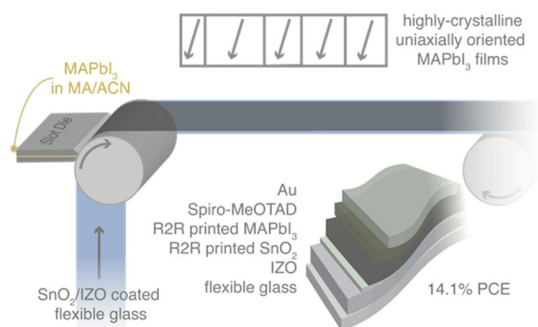 highly-crystalline
uniaxially oriented
MAPbI₃ films
MAPbI₃
in MA/ACN
Slot Die
Au
Spiro-MeOTAD
R2R printed MAPbI₃
R2R printed SnO₂
IZO
flexible glass
14.1% PCE
SnO₂/IZO coated
flexible glass